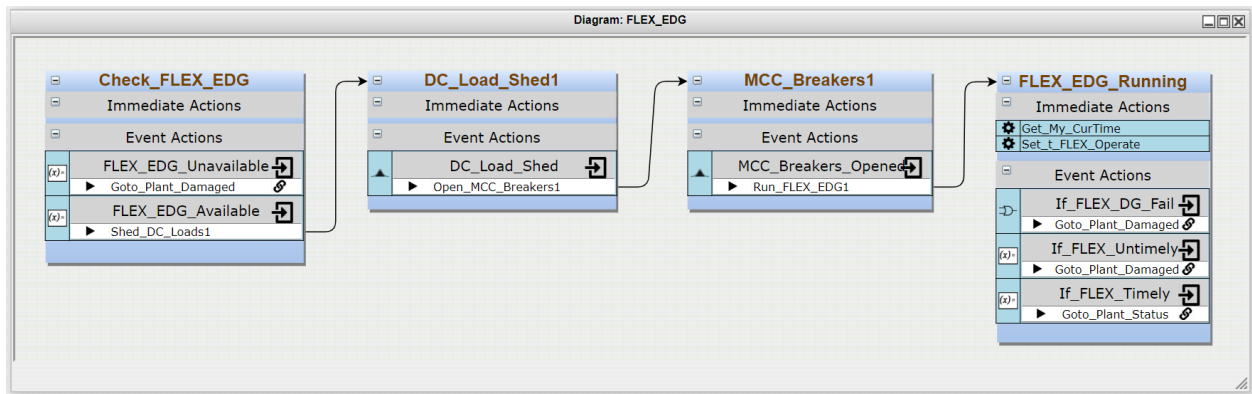 Diagram: FLEX_EDG
Check_FLEX_EDG
Immediate Actions
Event Actions
(x)=
FLEX_EDG_Unavailable
Goto_Plant_Damaged
(x)=
FLEX_EDG_Available
Shed_DC_Loads1
DC_Load_Shed1
Immediate Actions
Event Actions
DC_Load_Shed
Open_MCC_Breakers1
MCC_Breakers1
Immediate Actions
Event Actions
MCC_Breakers_Opened
Run_FLEX_EDG1
FLEX_EDG_Running
Immediate Actions
Get_My_CurTime
Set_t_FLEX_Operate
Event Actions
If_FLEX_DG_Fail
Goto_Plant_Damaged
(x)=
If_FLEX_Untimely
Goto_Plant_Damaged
(x)=
If_FLEX_Timely
Goto_Plant_Status